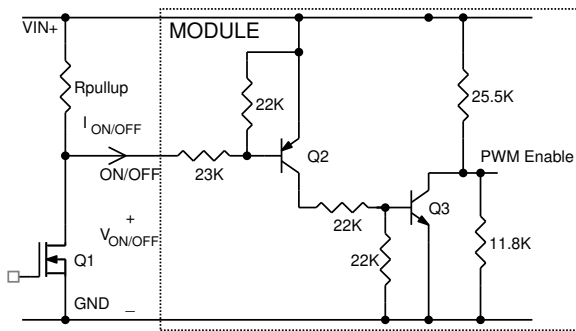 VIN+
MODULE
Rpullup
22K
25.5K
I ON/OFF
Q2
PWM Enable
ON/OFF
23K
Q3
+
22K
V ON/OFF
22K
11.8K
Q1
GND _